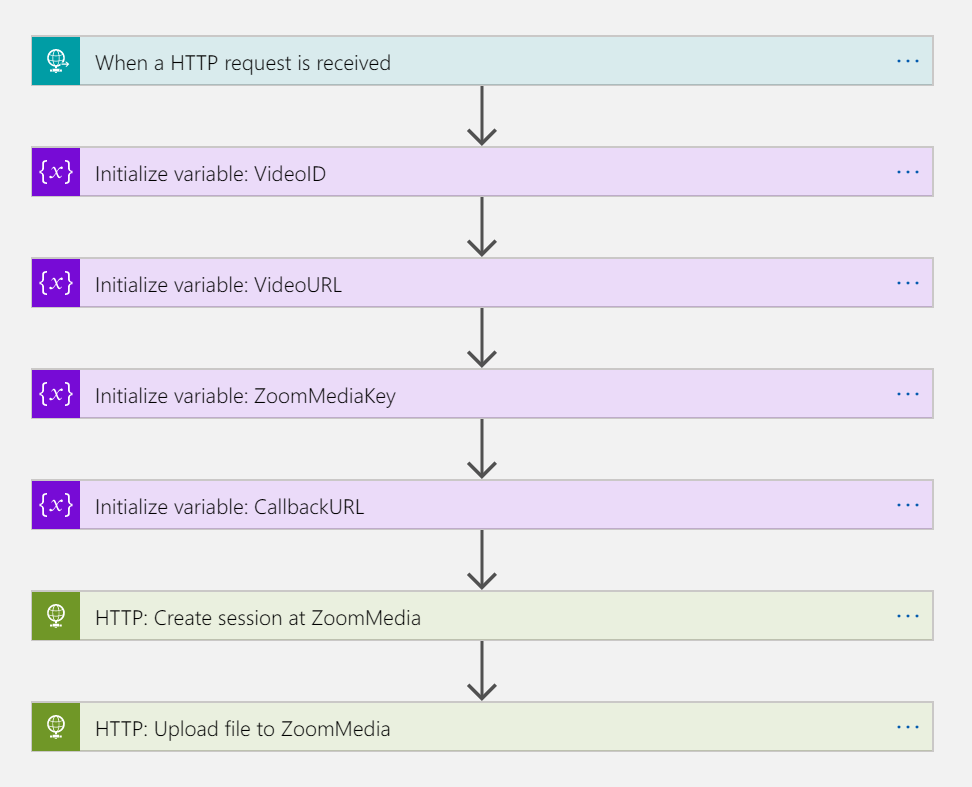 When a HTTP request is received
{x} Initialize variable: VideoID
{x} Initialize variable: VideoURL
{x} Initialize variable: ZoomMediaKey
{x} Initialize variable: CallbackURL
HTTP: Create session at ZoomMedia
HTTP: Upload file to ZoomMedia